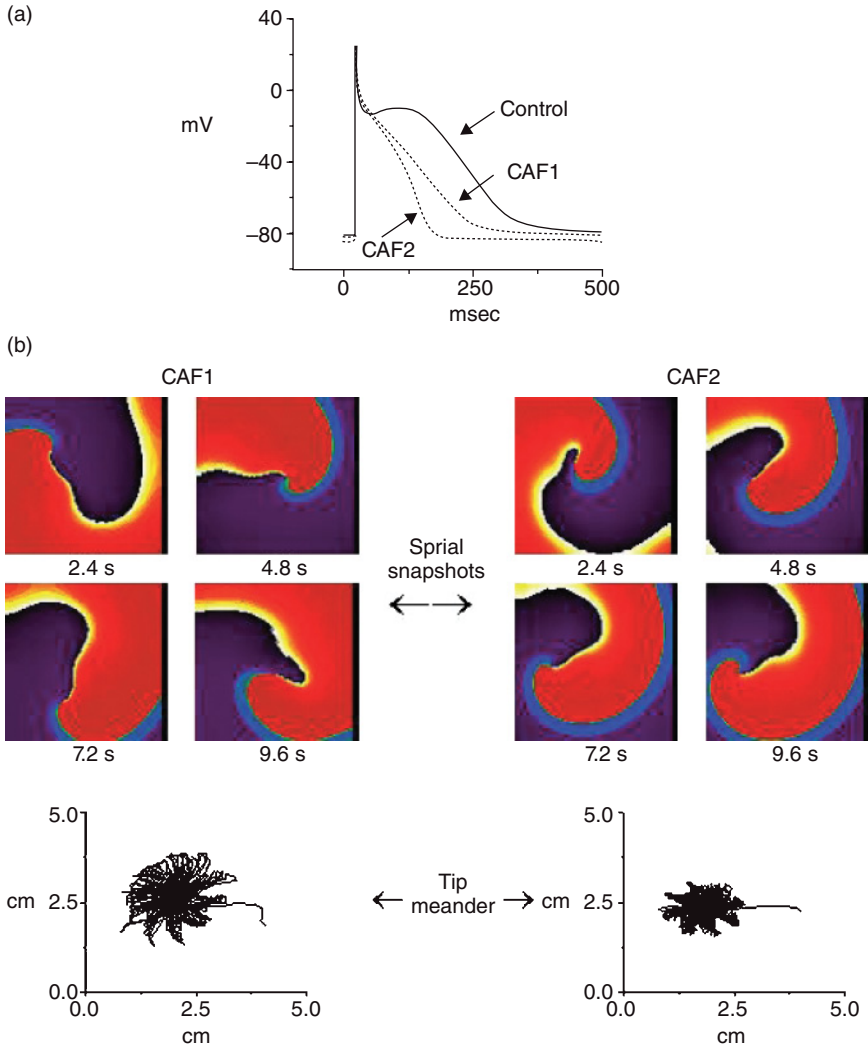 (a)
40
0
−40
−80
mV
Control
CAF1
CAF2
0 250 500
msec
(b)
CAF1 CAF2
2.4 s 4.8 s 2.4 s 4.8 s
Sprial
snapshots
7.2 s 9.6 s 7.2 s 9.6 s
5.0 5.0
Tip
meander
cm 2.5 cm 2.5
0.0 0.0
0.0 2.5 5.0 0.0 2.5 5.0
cm cm